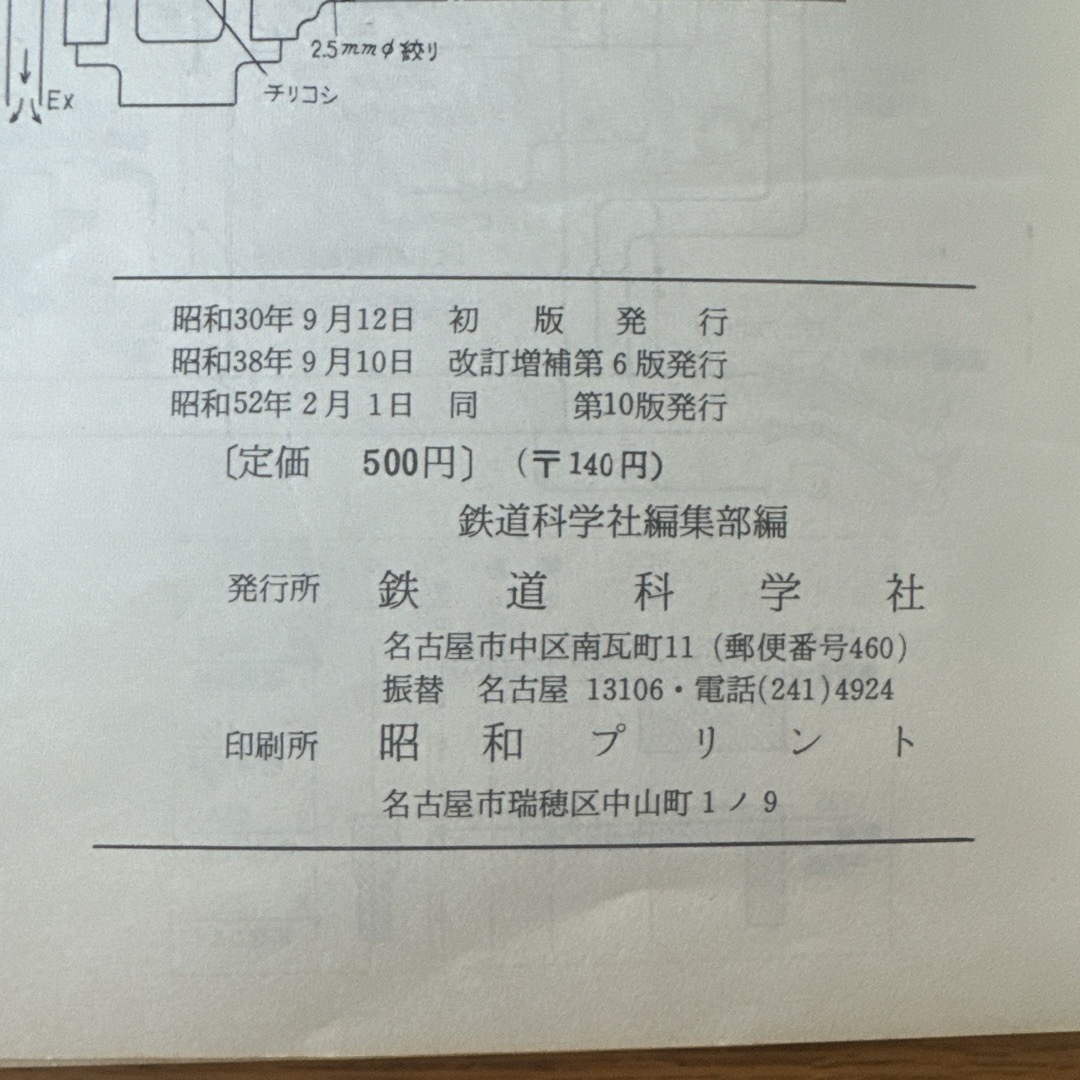 2.5mmφ絞り
チリコシ
Ex
昭和30年9月12日 初版発行
昭和38年9月10日 改訂増補第6版発行
昭和52年2月1日 同 第10版発行
〔定価 500円〕(〒140円)
鉄道科学社編集部編
発行所 鉄道科学社
名古屋市中区南瓦町11(郵便番号460)
振替 名古屋 13106・電話(241)4924
印刷所 昭和プリント
名古屋市瑞穂区中山町1ノ9